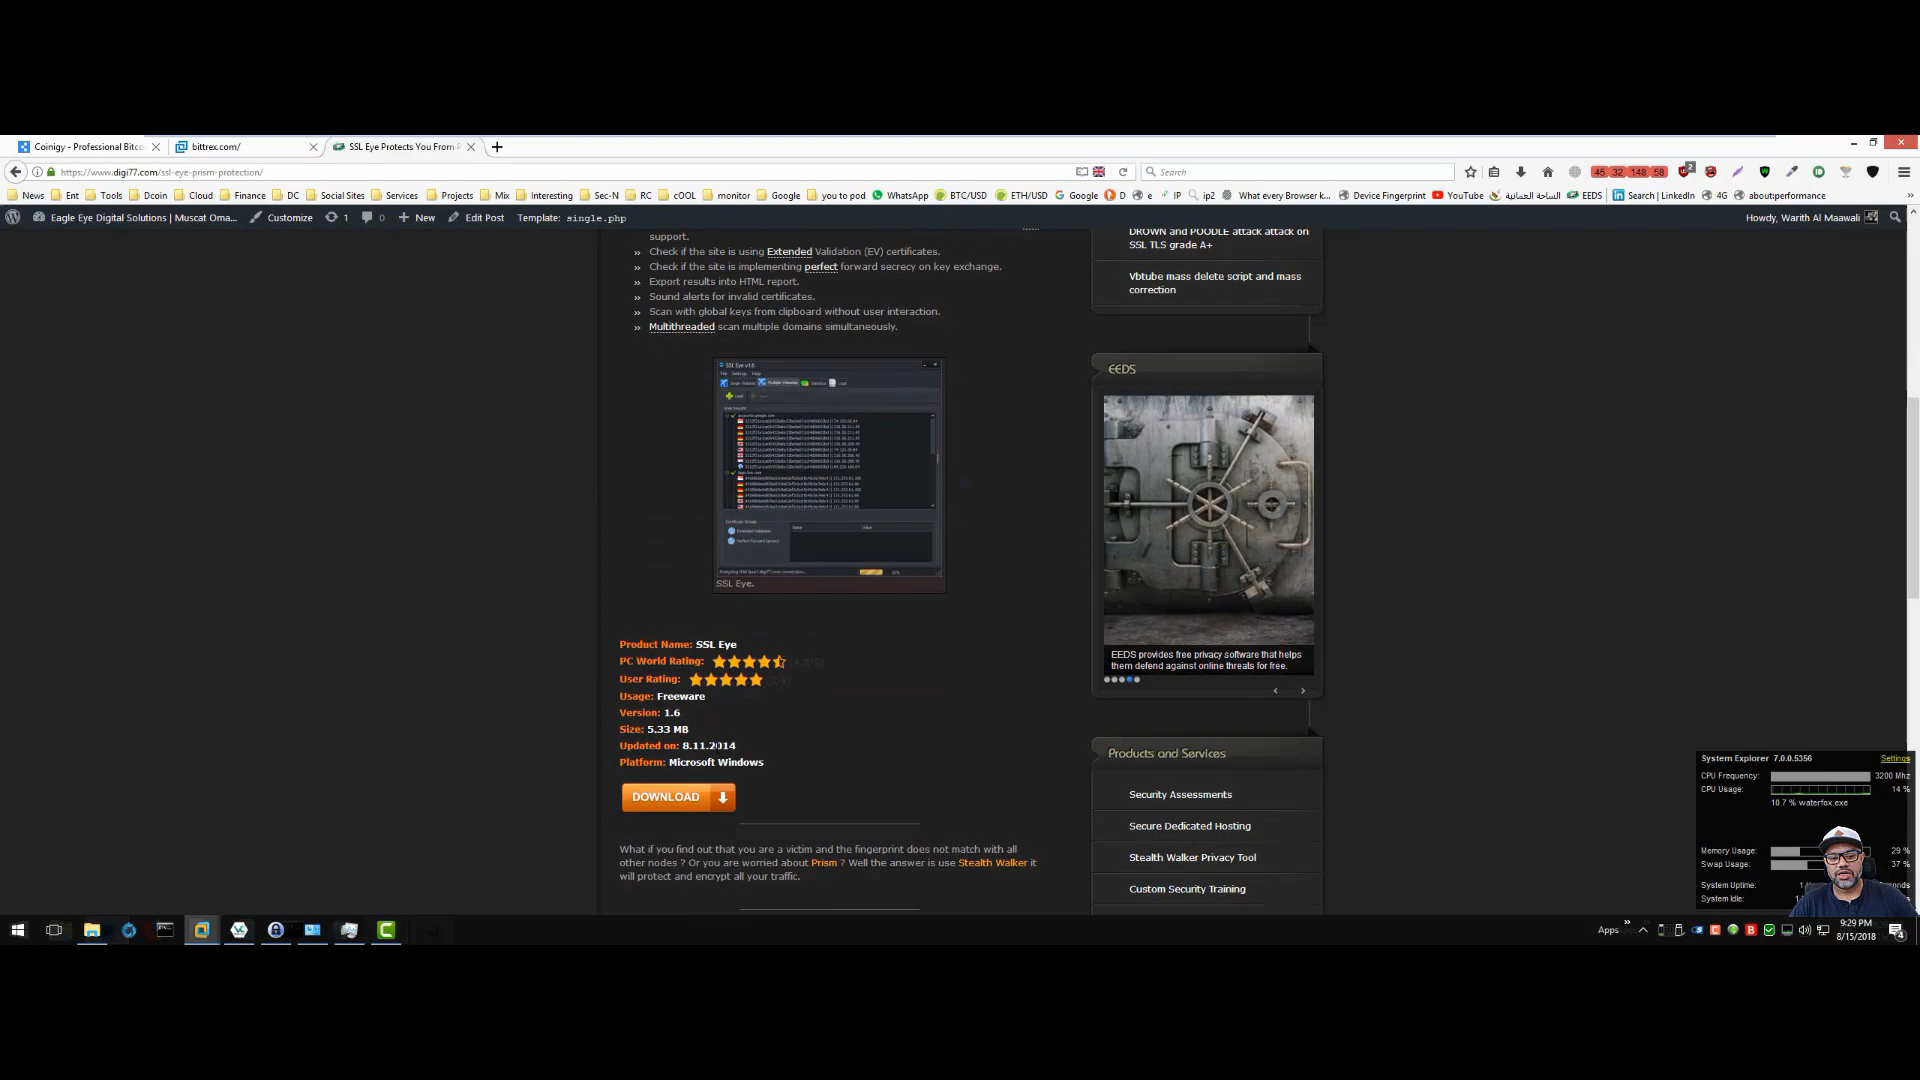 Coinigy - Professional Bitco
bittrex.com/
SSL Eye Protects You From
https://www.digi77.com/ssl-eye-prism-protection/
Search
45 32 148 58
2
News Ent Tools Dcoin Cloud Finance DC Social Sites Services Projects Mix Interesting Sec-N RC cOOL monitor Google you to pod WhatsApp BTC/USD ETH/USD Google D e IP ip2 What every Browser k... Device Fingerprint YouTube الساحة العمانية EEDS Search | LinkedIn 4G about:performance
Eagle Eye Digital Solutions | Muscat Oma... Customize 1 0 New Edit Post Template: single.php
Howdy, Warith Al Maawali
support.
» Check if the site is using Extended Validation (EV) certificates.
» Check if the site is implementing perfect forward secrecy on key exchange.
» Export results into HTML report.
» Sound alerts for invalid certificates.
» Scan with global keys from clipboard without user interaction.
» Multithreaded scan multiple domains simultaneously.
SSL Eye v1.6
SSL Eye.
Product Name: SSL Eye
PC World Rating:
User Rating:
Usage: Freeware
Version: 1.6
Size: 5.33 MB
Updated on: 8.11.2014
Platform: Microsoft Windows
DOWNLOAD
What if you find out that you are a victim and the fingerprint does not match with all
other nodes ? Or you are worried about Prism ? Well the answer is use Stealth Walker it
will protect and encrypt all your traffic.
DROWN and POODLE attack attack on
SSL TLS grade A+
Vbtube mass delete script and mass
correction
EEDS
EEDS provides free privacy software that helps
them defend against online threats for free.
Products and Services
Security Assessments
Secure Dedicated Hosting
Stealth Walker Privacy Tool
Custom Security Training
System Explorer 7.0.0.5356 Settings
CPU Frequency: 3200 Mhz
CPU Usage: 14 %
10.7 % waterfox.exe
Memory Usage: 29 %
Swap Usage: 37 %
System Uptime:
System Idle:
Apps
9:29 PM
8/15/2018
4